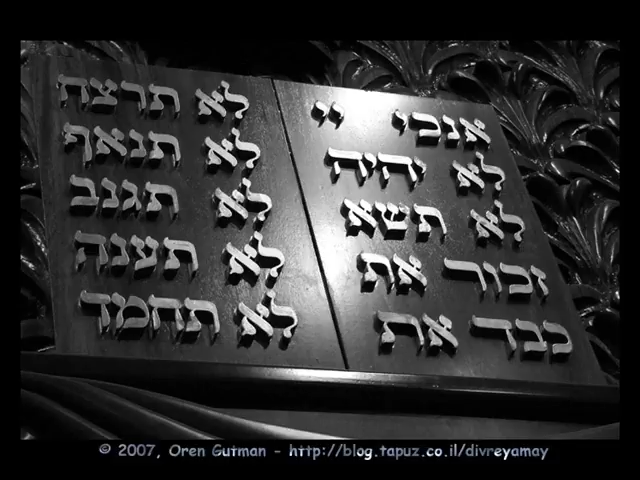 אנכי יי
לא יהיה
לא תשא
זכור את
כבד את
לא תרצח
לא תנאף
לא תגנב
לא תענה
לא תחמד
© 2007, Oren Gutman - http://blog.tapuz.co.il/divreyamay